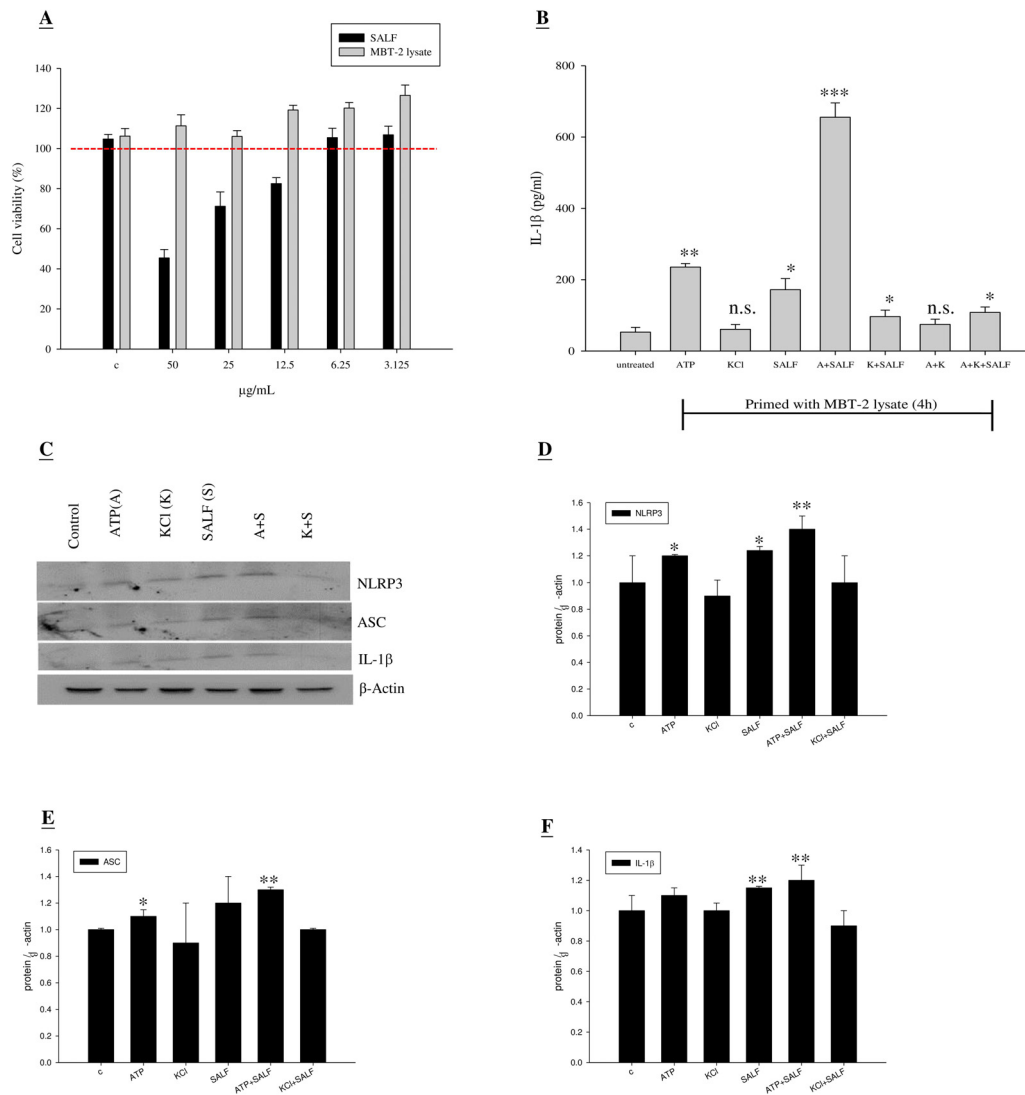 A
SALF
MBT-2 lysate
Cell viability (%)
140
120
100
80
60
40
20
0
c
50
25
12.5
6.25
3.125
µg/mL
B
IL-1β (pg/ml)
800
600
400
200
0
**
n.s.
*
***
*
n.s.
*
untreated
ATP
KCl
SALF
A+SALF
K+SALF
A+K
A+K+SALF
Primed with MBT-2 lysate (4h)
C
Control
ATP(A)
KCl (K)
SALF (S)
A+S
K+S
NLRP3
ASC
IL-1β
β-Actin
D
NLRP3
protein/ -actin
1.6
1.4
1.2
1.0
0.8
0.6
0.4
0.2
0.0
*
*
**
c
ATP
KCl
SALF
ATP+SALF
KCl+SALF
E
ASC
protein/ -actin
1.6
1.4
1.2
1.0
0.8
0.6
0.4
0.2
0.0
*
**
c
ATP
KCl
SALF
ATP+SALF
KCl+SALF
F
IL-1β
protein/ -actin
1.4
1.2
1.0
0.8
0.6
0.4
0.2
0.0
**
**
c
ATP
KCl
SALF
ATP+SALF
KCl+SALF